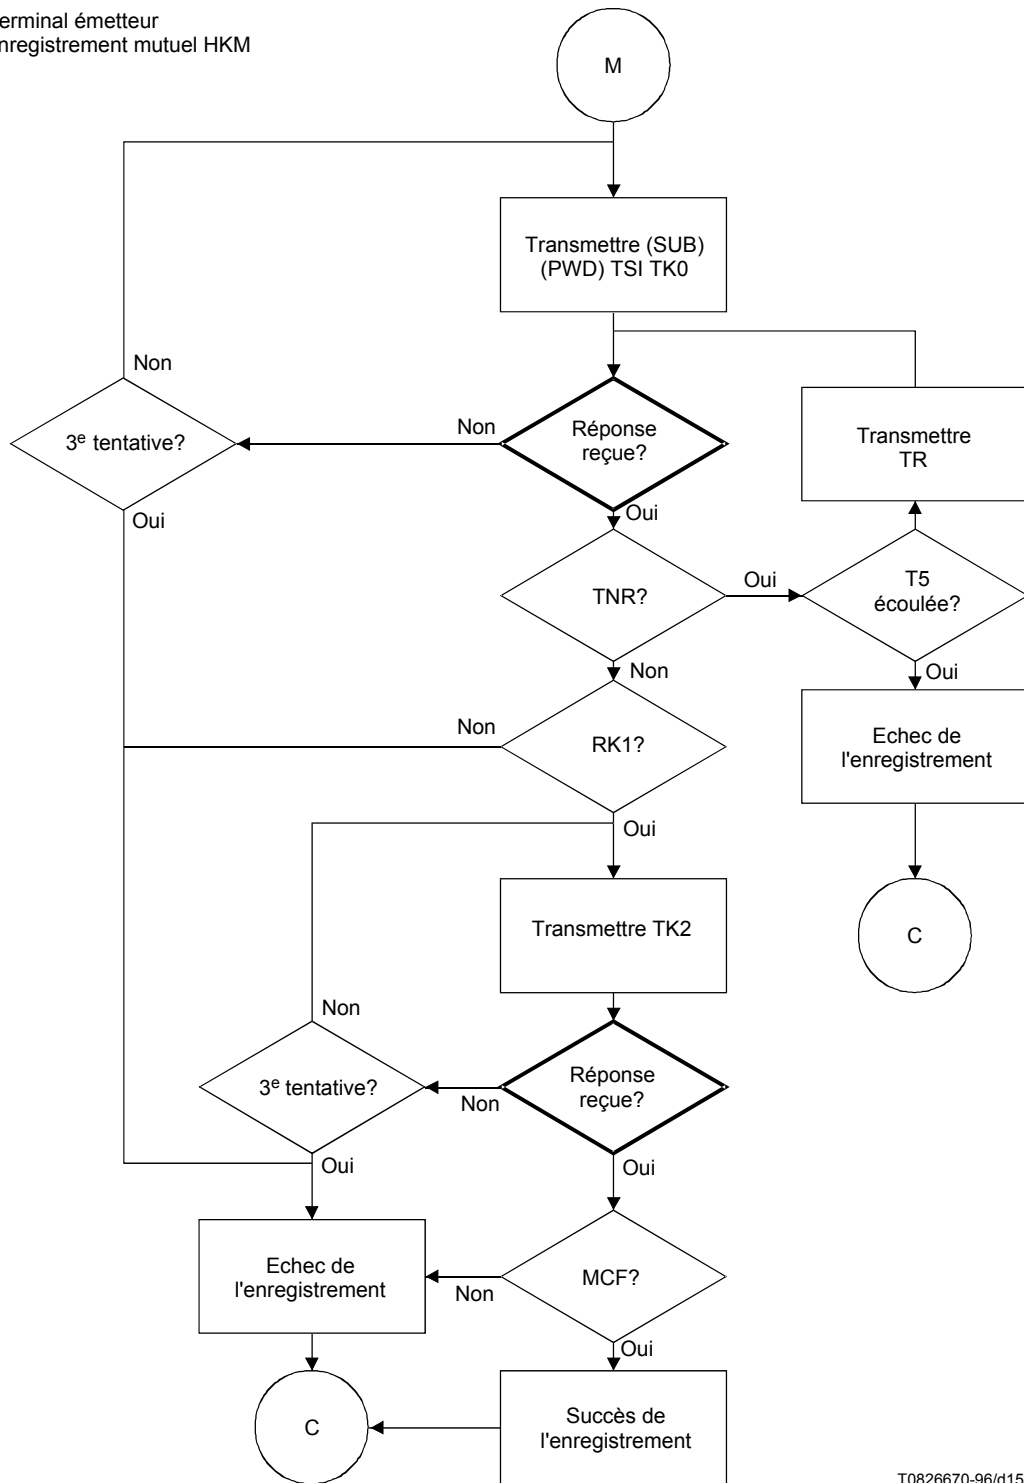 erminal émetteur
nregistrement mutuel HKM
M
Transmettre (SUB)
(PWD) TSI TK0
Non
3e tentative?
Oui
Non
Réponse
reçue?
Oui
Transmettre
TR
TNR?
Oui
T5
écoulée?
Non
Oui
Non
RK1?
Echec de
l'enregistrement
Oui
Transmettre TK2
C
Non
3e tentative?
Non
Réponse
reçue?
Oui
Oui
Echec de
l'enregistrement
Non
MCF?
Oui
C
Succès de
l'enregistrement
T0826670-96/d15